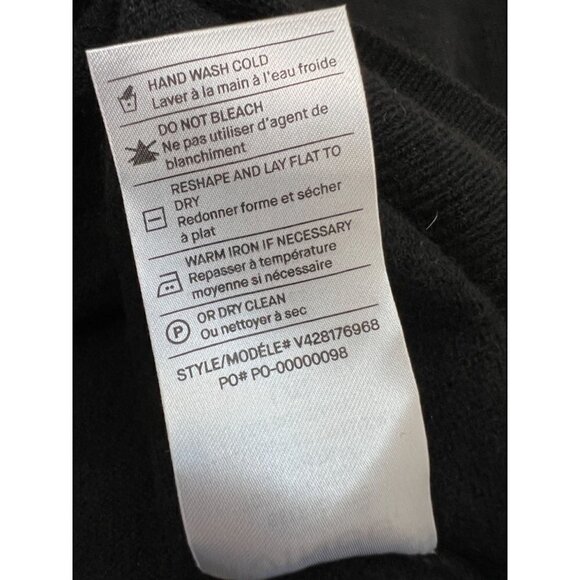 HAND WASH COLD
Laver à la main à l'eau froide
DO NOT BLEACH
Ne pas utiliser d'agent de
blanchiment
RESHAPE AND LAY FLAT TO
DRY
Redonner forme et sécher
à plat
WARM IRON IF NECESSARY
Repasser à température
moyenne si nécessaire
P
OR DRY CLEAN
Ou nettoyer à sec
STYLE/MODÉLE# V428176968
PO# PO-00000098